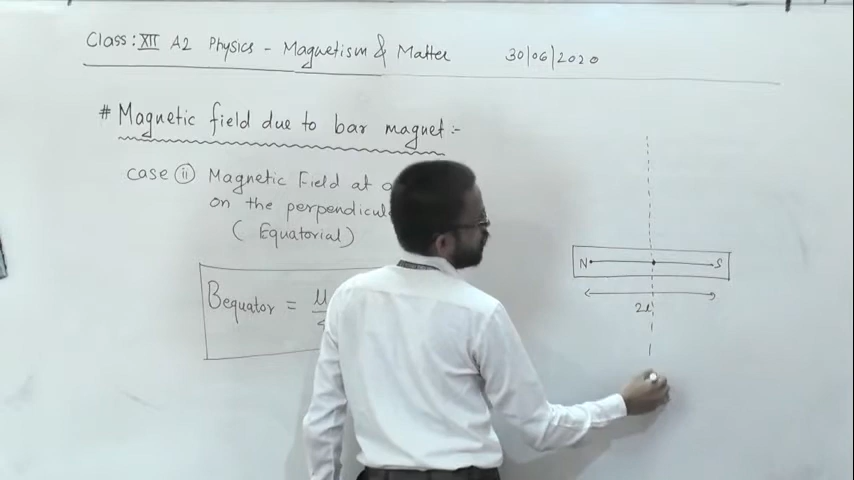 Class: XII A2 Physics - Magnetism & Matter 30/06/2020
# Magnetic field due to bar magnet :-
case (ii) Magnetic Field at
on the
( Equatorial )
Bequator =
N S
2l